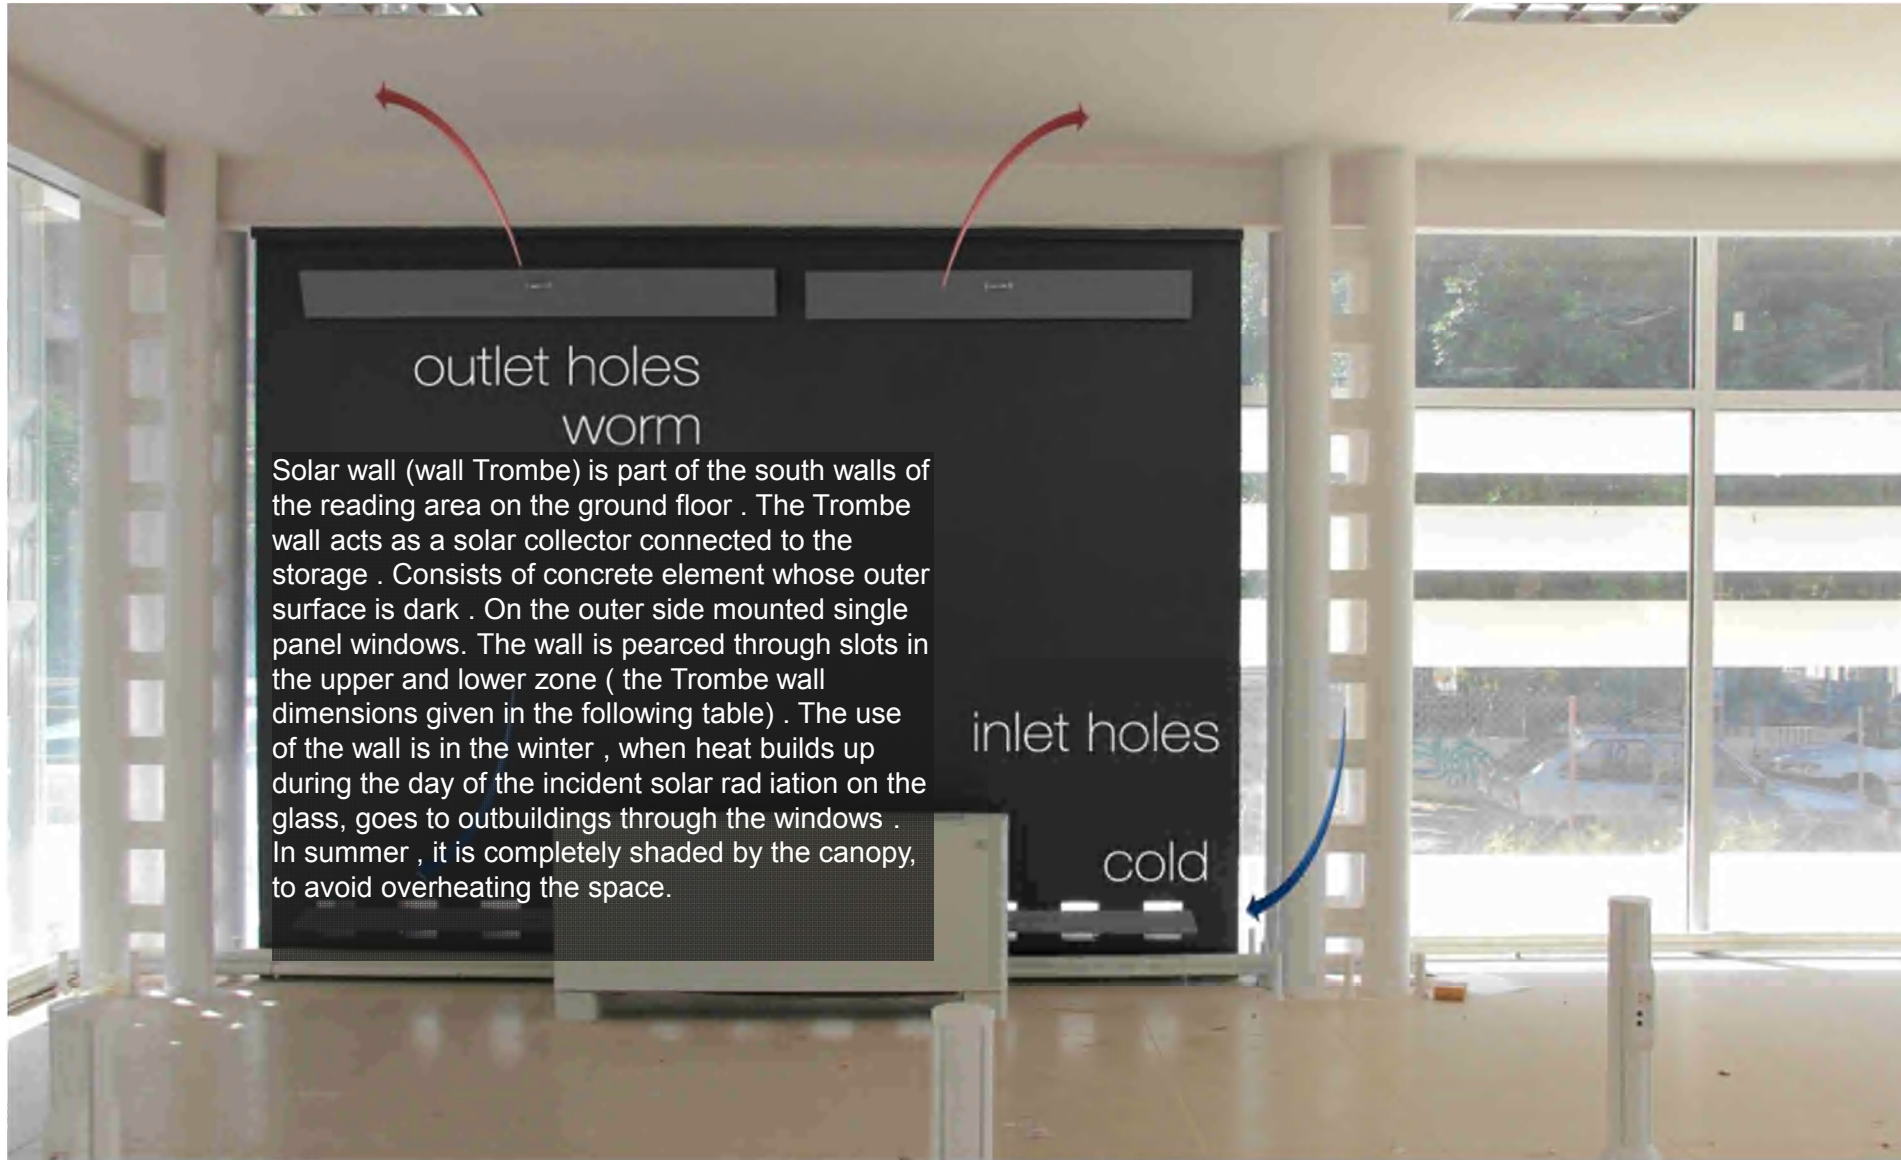 outlet holes
worm
Solar wall (wall Trombe) is part of the south walls of
the reading area on the ground floor . The Trombe
wall acts as a solar collector connected to the
storage . Consists of concrete element whose outer
surface is dark . On the outer side mounted single
panel windows. The wall is pearced through slots in
the upper and lower zone ( the Trombe wall
dimensions given in the following table) . The use
of the wall is in the winter , when heat builds up
during the day of the incident solar rad iation on the
glass, goes to outbuildings through the windows .
In summer , it is completely shaded by the canopy,
to avoid overheating the space.
inlet holes
cold